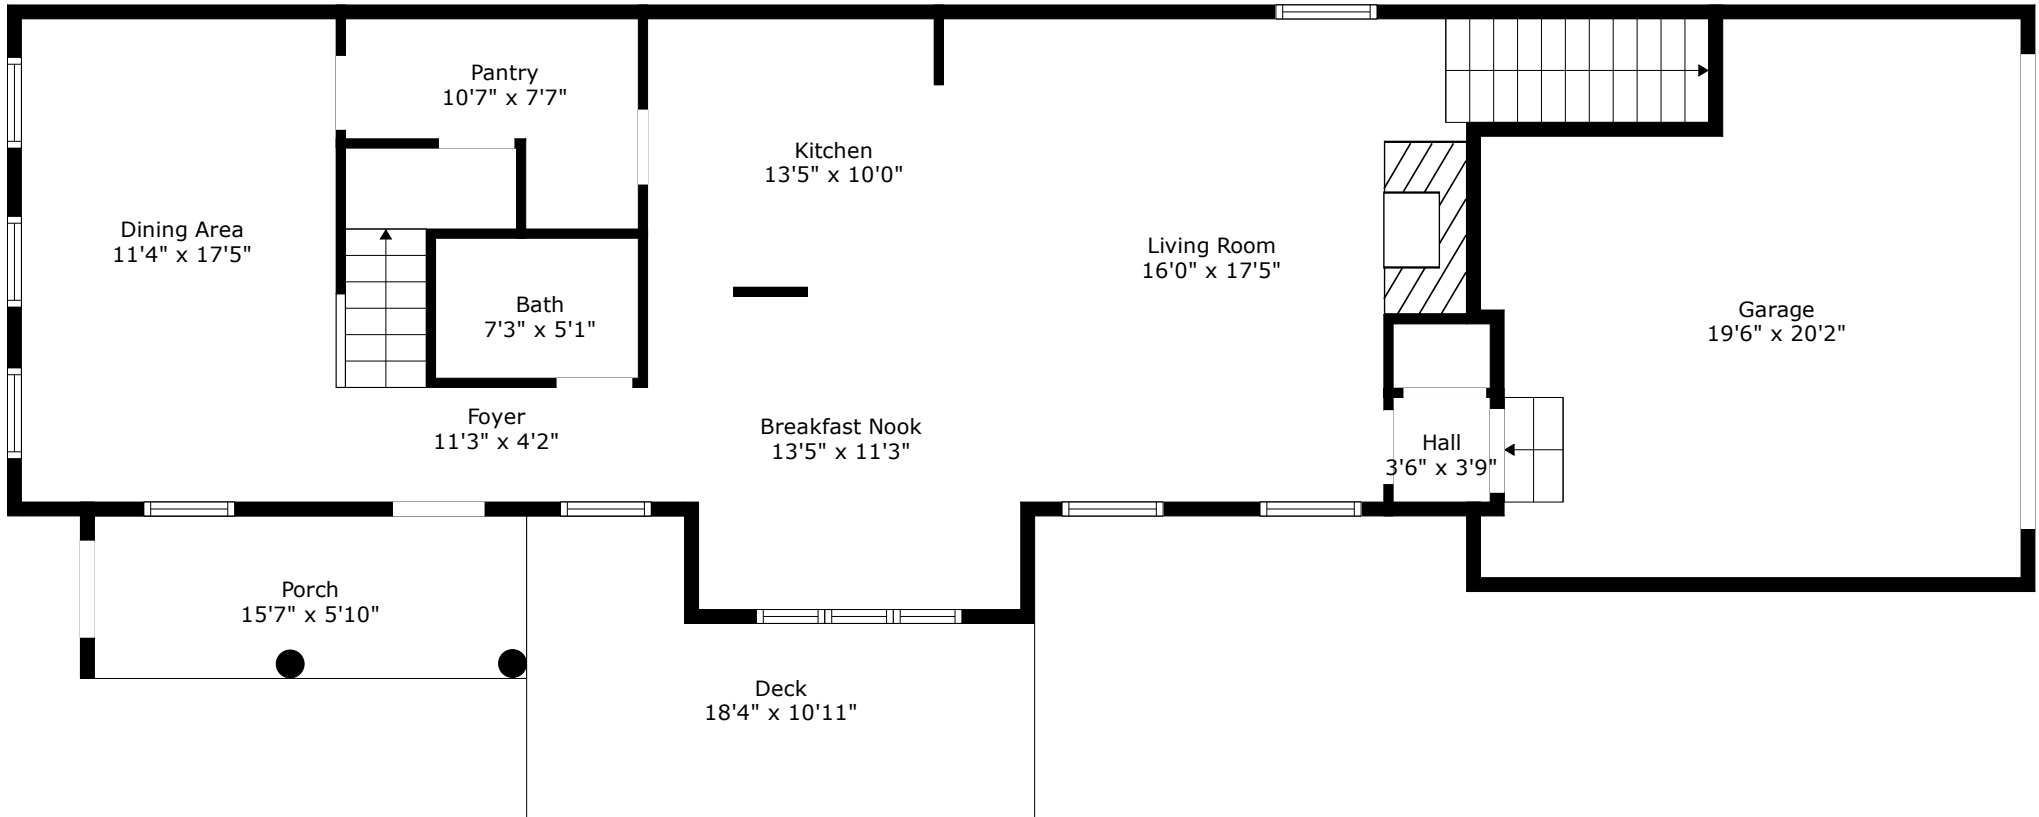 Pantry
10'7" x 7'7"
Kitchen
13'5" x 10'0"
Dining Area
11'4" x 17'5"
Living Room
16'0" x 17'5"
Bath
7'3" x 5'1"
Garage
19'6" x 20'2"
Foyer
11'3" x 4'2"
Breakfast Nook
13'5" x 11'3"
Hall
3'6" x 3'9"
Porch
15'7" x 5'10"
Deck
18'4" x 10'11"